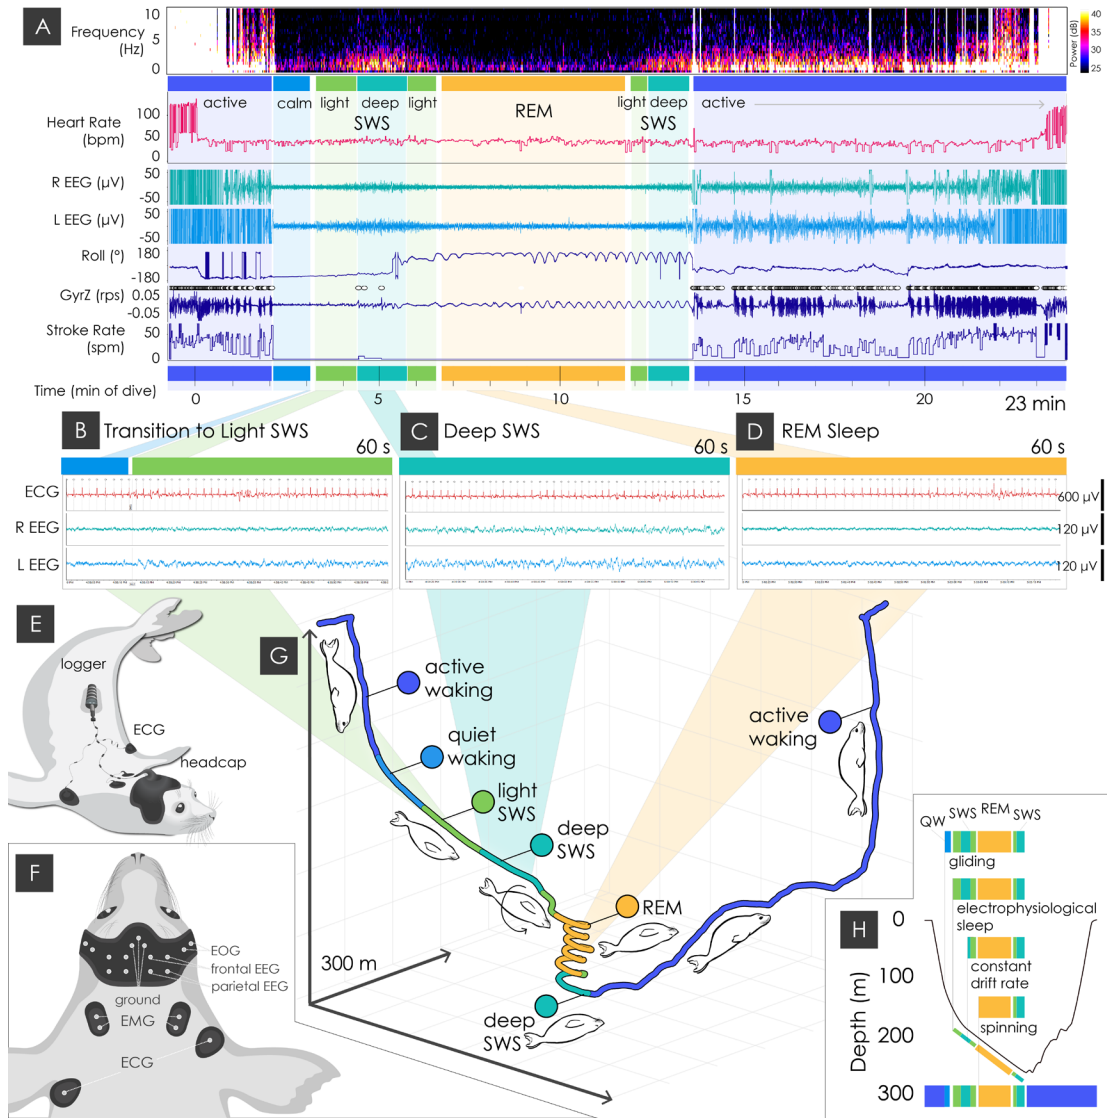 A
Frequency
(Hz)
10
5
0
Power (dB)
40
35
30
25
active
calm
light
deep
light
SWS
REM
light deep
SWS
active
Heart Rate
(bpm)
100
50
0
R EEG (µV)
50
-50
L EEG (µV)
50
-50
Roll (°)
180
-180
GyrZ (rps)
0.05
-0.05
Stroke Rate
(spm)
50
0
Time (min of dive)
0
5
10
15
20
23 min
B
Transition to Light SWS
60 s
C
Deep SWS
60 s
D
REM Sleep
60 s
ECG
R EEG
L EEG
600 µV
120 µV
120 µV
E
logger
ECG
headcap
F
EOG
frontal EEG
parietal EEG
ground
EMG
ECG
G
active
waking
quiet
waking
light
SWS
deep
SWS
REM
deep
SWS
active
waking
300 m
H
QW
SWS
REM
SWS
gliding
electrophysiological
sleep
constant
drift rate
spinning
Depth (m)
0
100
200
300